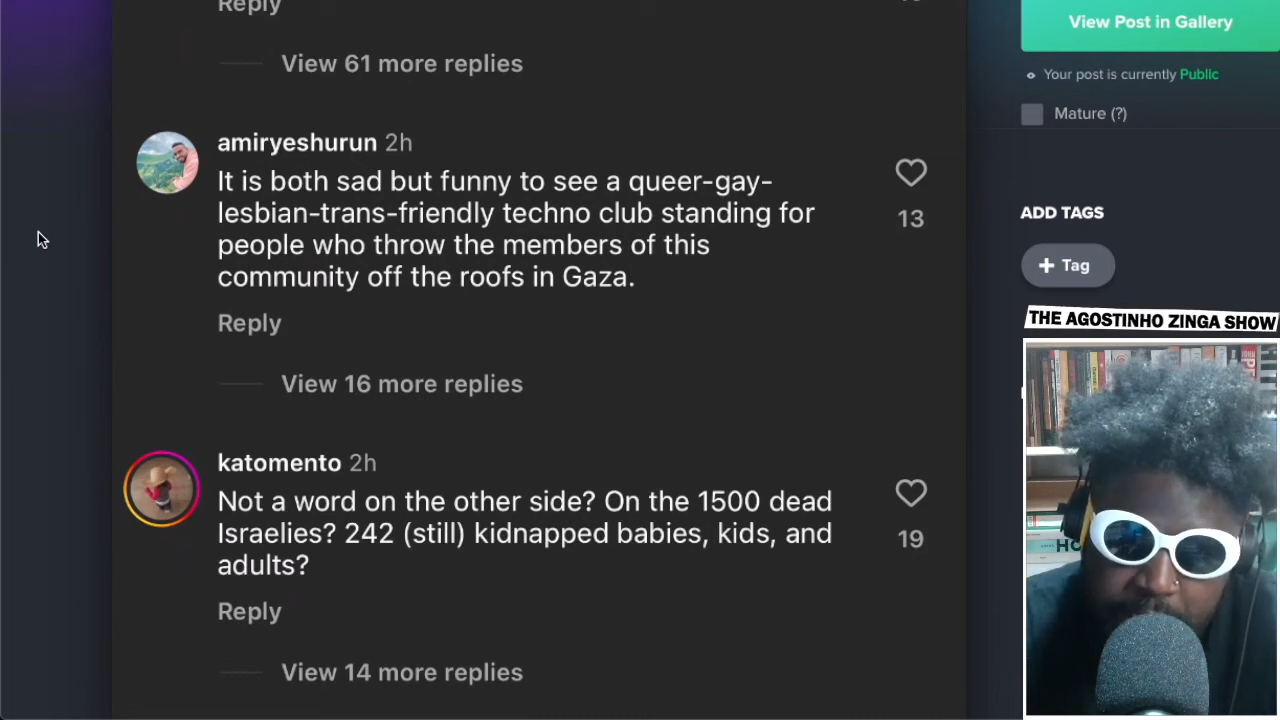 Reply
View 61 more replies
amiryeshurun 2h
It is both sad but funny to see a queer-gay-
lesbian-trans-friendly techno club standing for
people who throw the members of this
community off the roofs in Gaza.
13
Reply
View 16 more replies
katomento 2h
Not a word on the other side? On the 1500 dead
Israelies? 242 (still) kidnapped babies, kids, and
adults?
19
Reply
View 14 more replies
View Post in Gallery
Your post is currently Public
Mature (?)
ADD TAGS
+ Tag
THE AGOSTINHO ZINGA SHOW